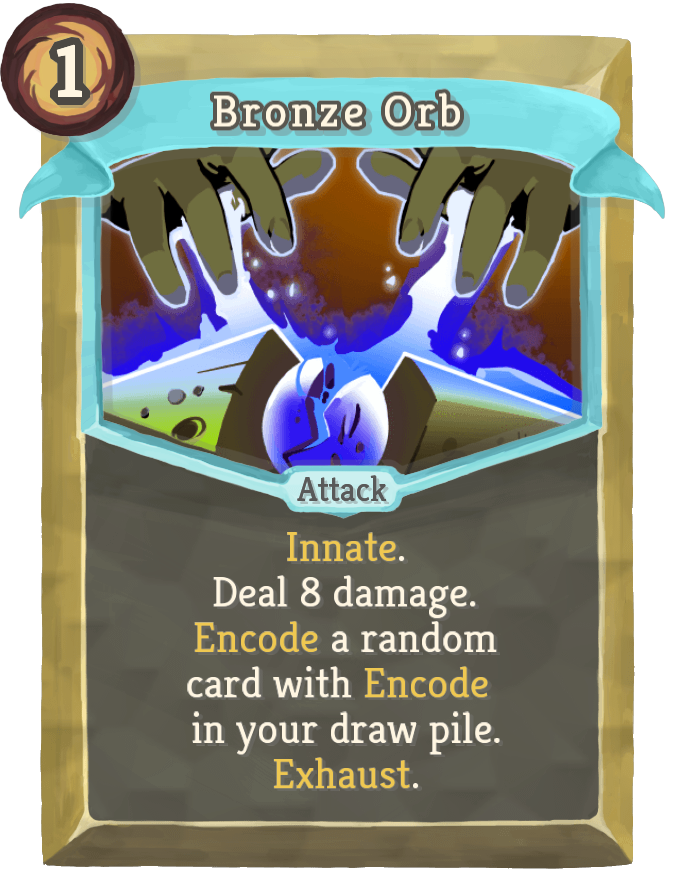 1
Bronze Orb
Attack
Innate.
Deal 8 damage.
Encode a random
card with Encode
in your draw pile.
Exhaust.